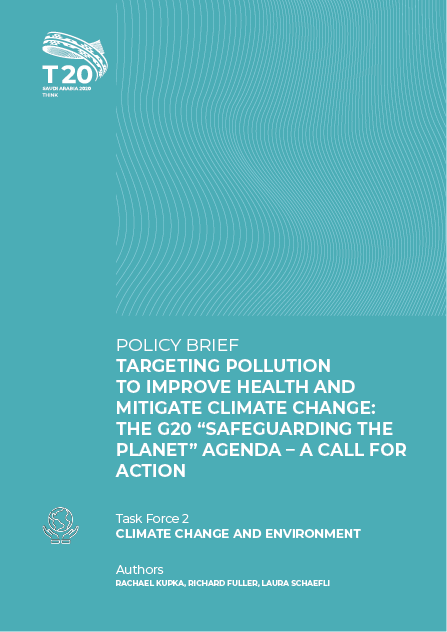 T20
SAUDI ARABIA 2020
THINK
POLICY BRIEF
TARGETING POLLUTION
TO IMPROVE HEALTH AND
MITIGATE CLIMATE CHANGE:
THE G20 “SAFEGUARDING THE
PLANET” AGENDA – A CALL FOR
ACTION
Task Force 2
CLIMATE CHANGE AND ENVIRONMENT
Authors
RACHAEL KUPKA, RICHARD FULLER, LAURA SCHAEFLI